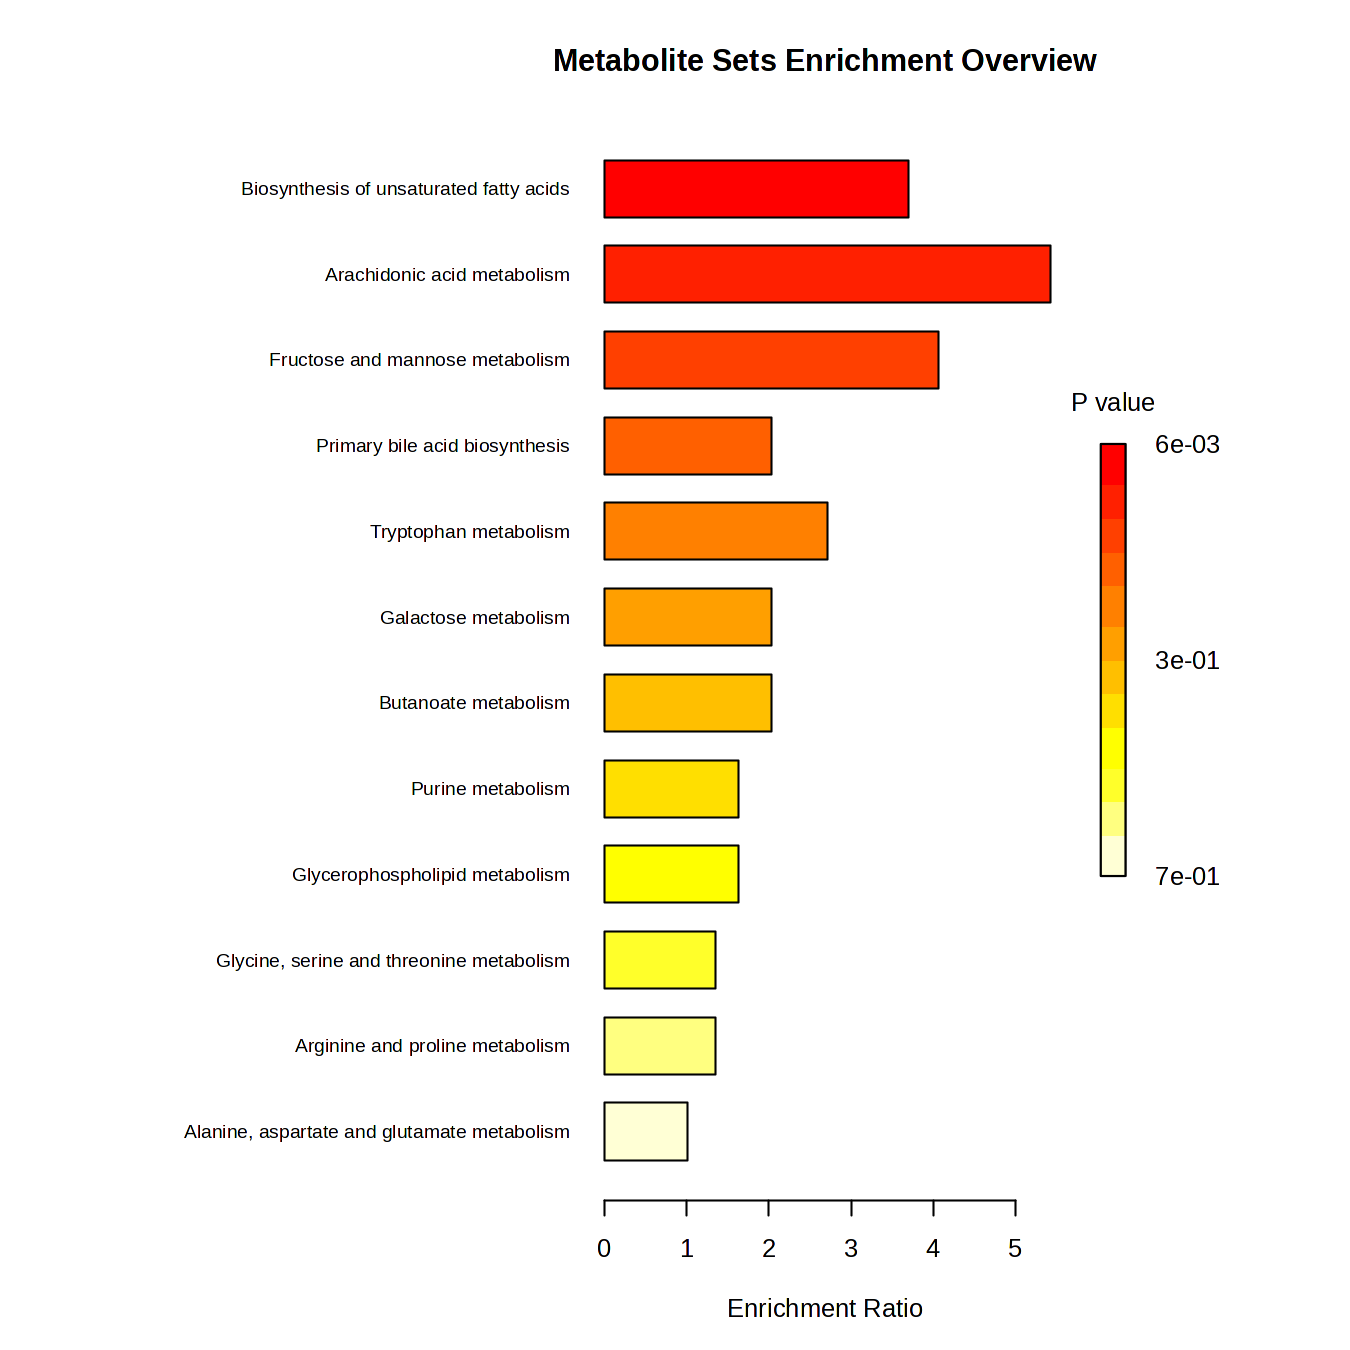 Metabolite Sets Enrichment Overview
Biosynthesis of unsaturated fatty acids
Arachidonic acid metabolism
Fructose and mannose metabolism
Primary bile acid biosynthesis
Tryptophan metabolism
Galactose metabolism
Butanoate metabolism
Purine metabolism
Glycerophospholipid metabolism
Glycine, serine and threonine metabolism
Arginine and proline metabolism
Alanine, aspartate and glutamate metabolism
P value
6e-03
3e-01
7e-01
0 1 2 3 4 5
Enrichment Ratio